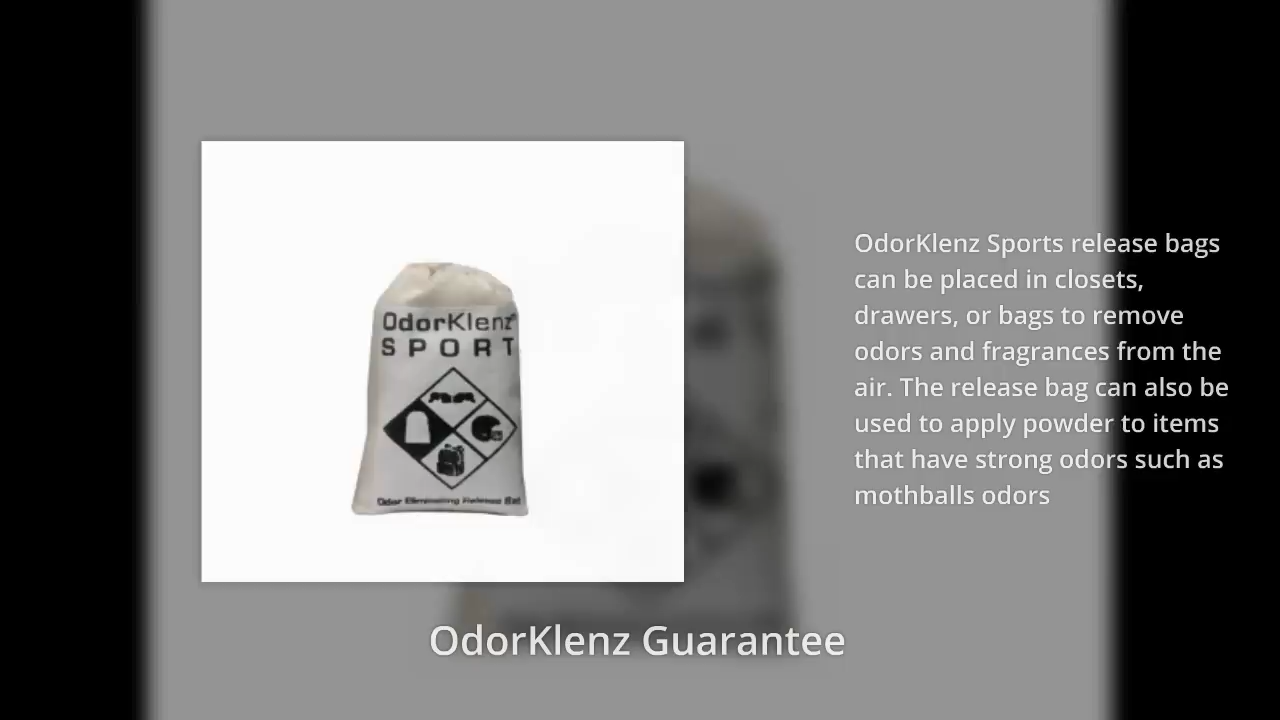 OdorKlenz
SPORT
Odor Eliminating Release Bag
OdorKlenz Sports release bags
can be placed in closets,
drawers, or bags to remove
odors and fragrances from the
air. The release bag can also be
used to apply powder to items
that have strong odors such as
mothballs odors
OdorKlenz Guarantee